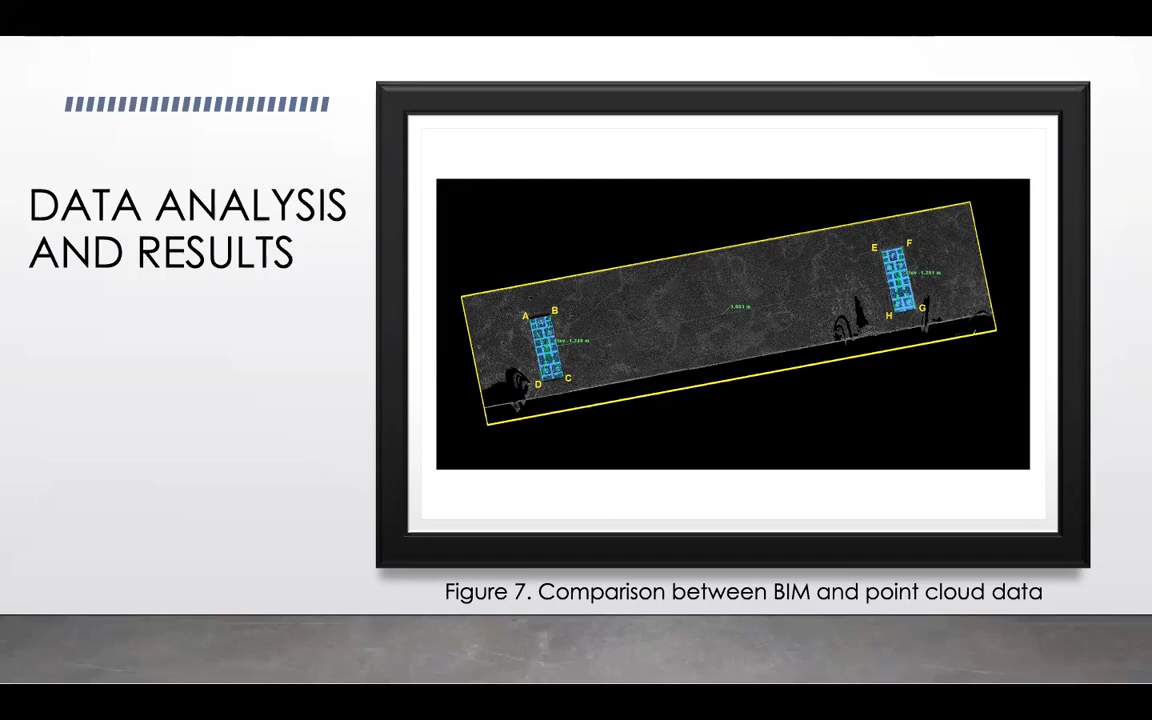 DATA ANALYSIS
AND RESULTS
E
F
A
B
H
G
D
C
Figure 7. Comparison between BIM and point cloud data